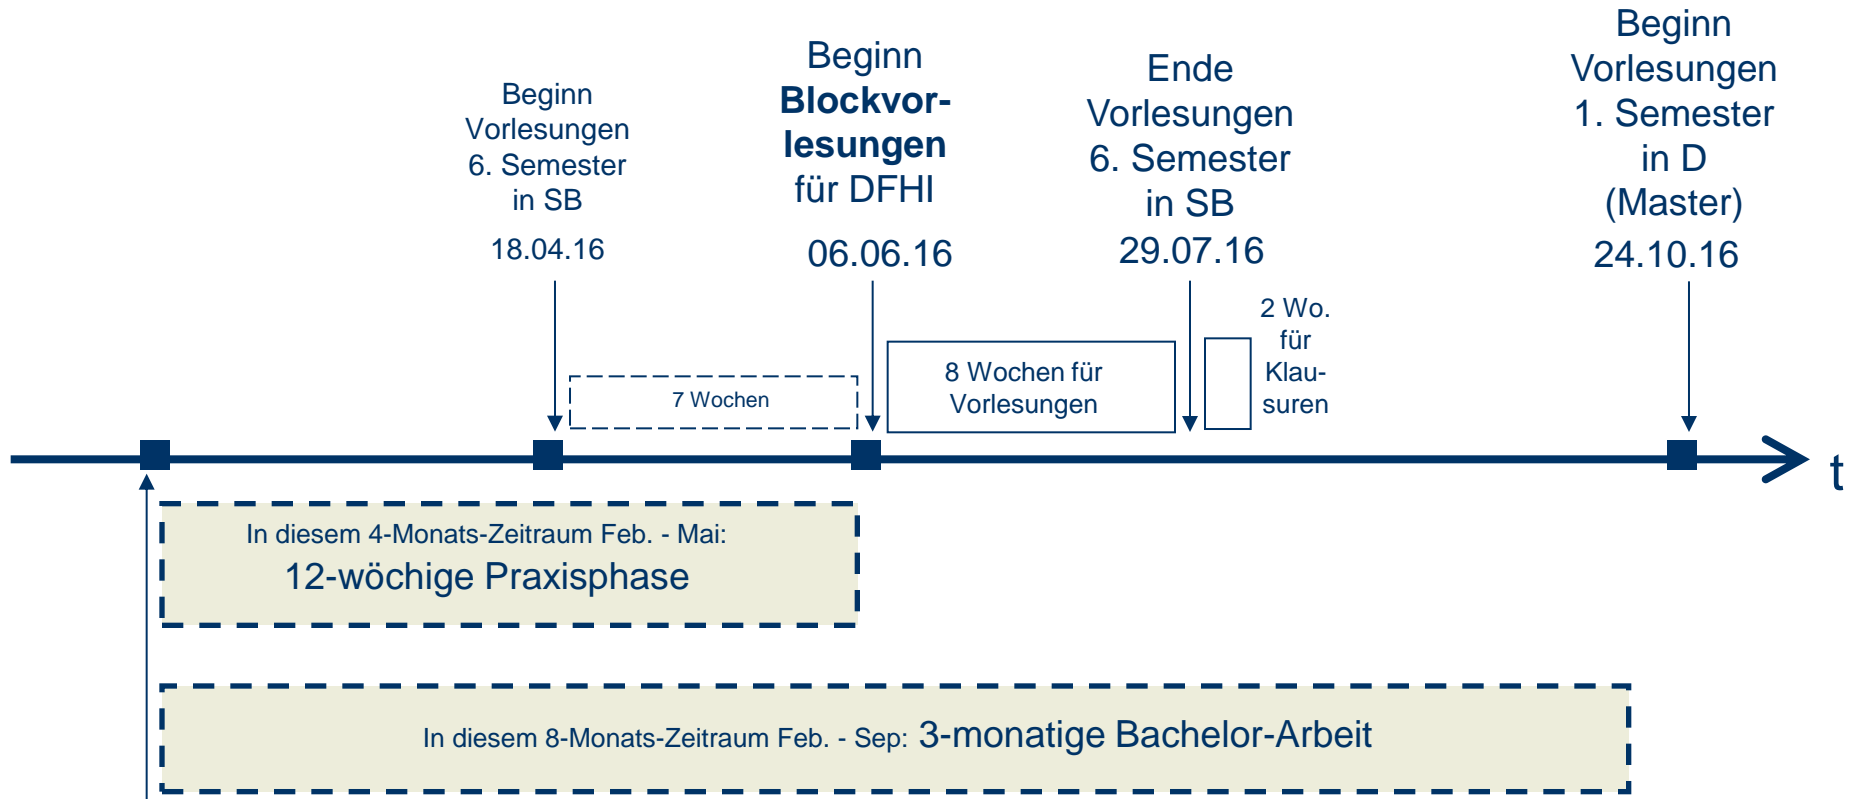 Beginn
Vorlesungen
6. Semester
in SB
18.04.16
Beginn
Blockvor-
lesungen
für DFHI
06.06.16
Ende
Vorlesungen
6. Semester
in SB
29.07.16
Beginn
Vorlesungen
1. Semester
in D
(Master)
24.10.16
7 Wochen
8 Wochen für
Vorlesungen
2 Wo.
für
Klau-
suren
t
In diesem 4-Monats-Zeitraum Feb. - Mai:
12-wöchige Praxisphase
In diesem 8-Monats-Zeitraum Feb. - Sep: 3-monatige Bachelor-Arbeit